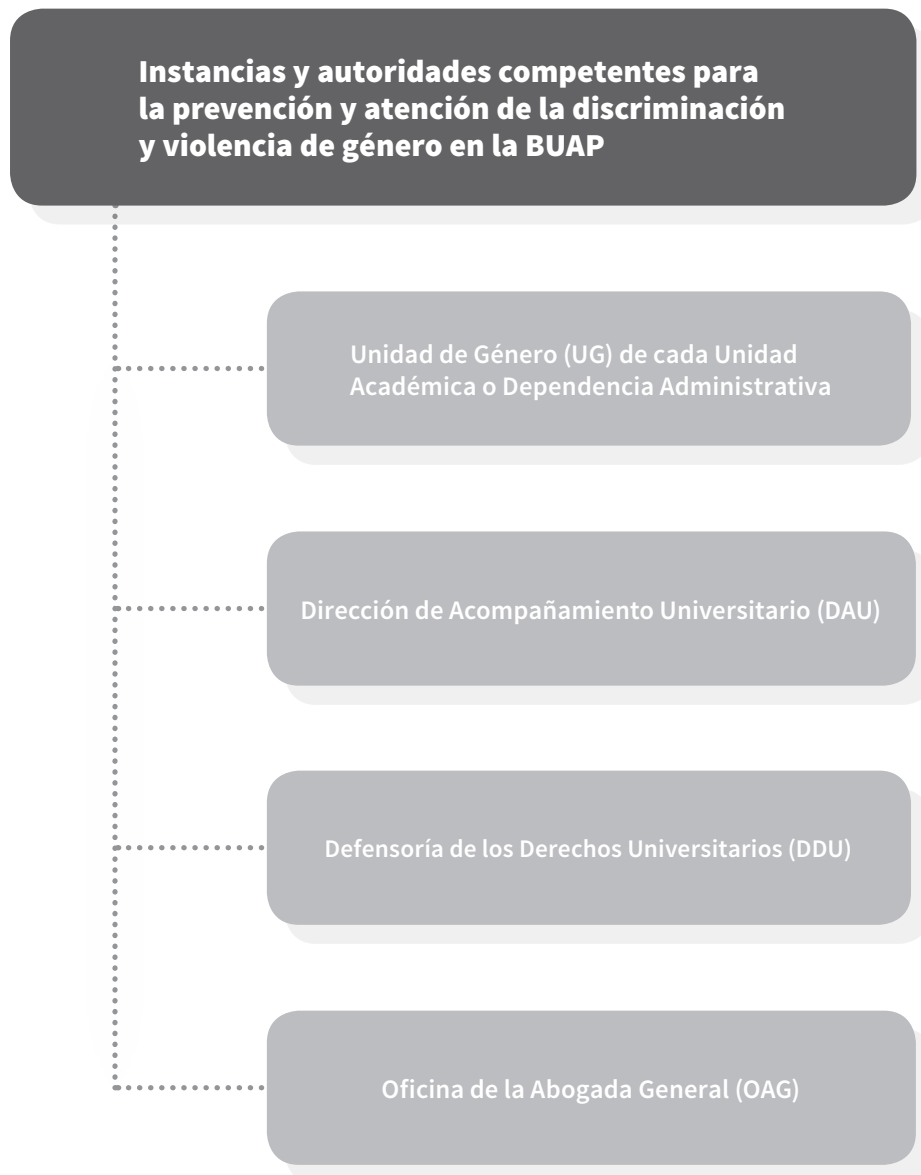 Instancias y autoridades competentes para
la prevención y atención de la discriminación
y violencia de género en la BUAP
Unidad de Género (UG) de cada Unidad
Académica o Dependencia Administrativa
Dirección de Acompañamiento Universitario (DAU)
Defensoría de los Derechos Universitarios (DDU)
Oficina de la Abogada General (OAG)